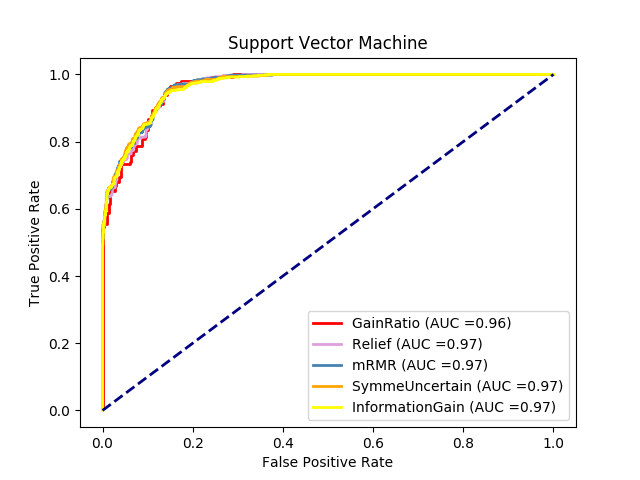 Support Vector Machine
1.0
0.8
0.6
0.4
0.2
0.0
True Positive Rate
GainRatio (AUC =0.96)
Relief (AUC =0.97)
mRMR (AUC =0.97)
SymmeUncertain (AUC =0.97)
InformationGain (AUC =0.97)
0.0 0.2 0.4 0.6 0.8 1.0
False Positive Rate